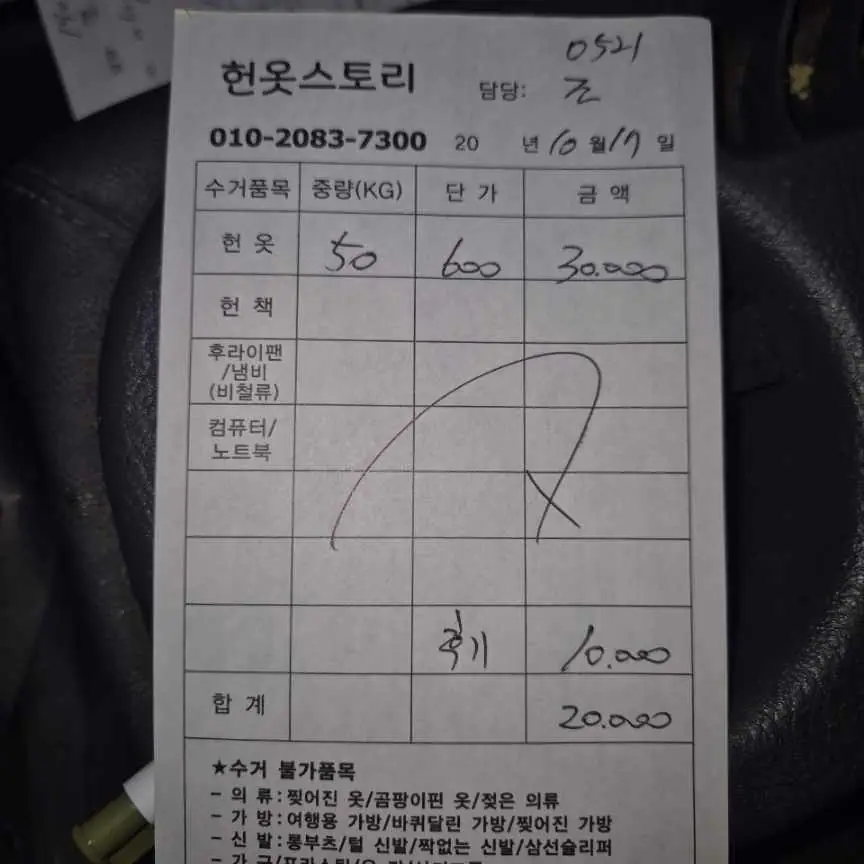 0521
헌옷스토리 담당: 조
010-2083-7300 20 년 10 월 17 일
수거품목 중량(KG) 단 가 금 액
헌 옷 50 600 30.000
헌 책
후라이팬
/냄비
(비철류)
컴퓨터/
노트북
10.000
합 계 20.000
★수거 불가품목
- 의 류:찢어진 옷/곰팡이핀 옷/젖은 의류
- 가 방:여행용 가방/바퀴달린 가방/찢어진 가방
- 신 발:롱부츠/털 신발/짝없는 신발/삼선슬리퍼